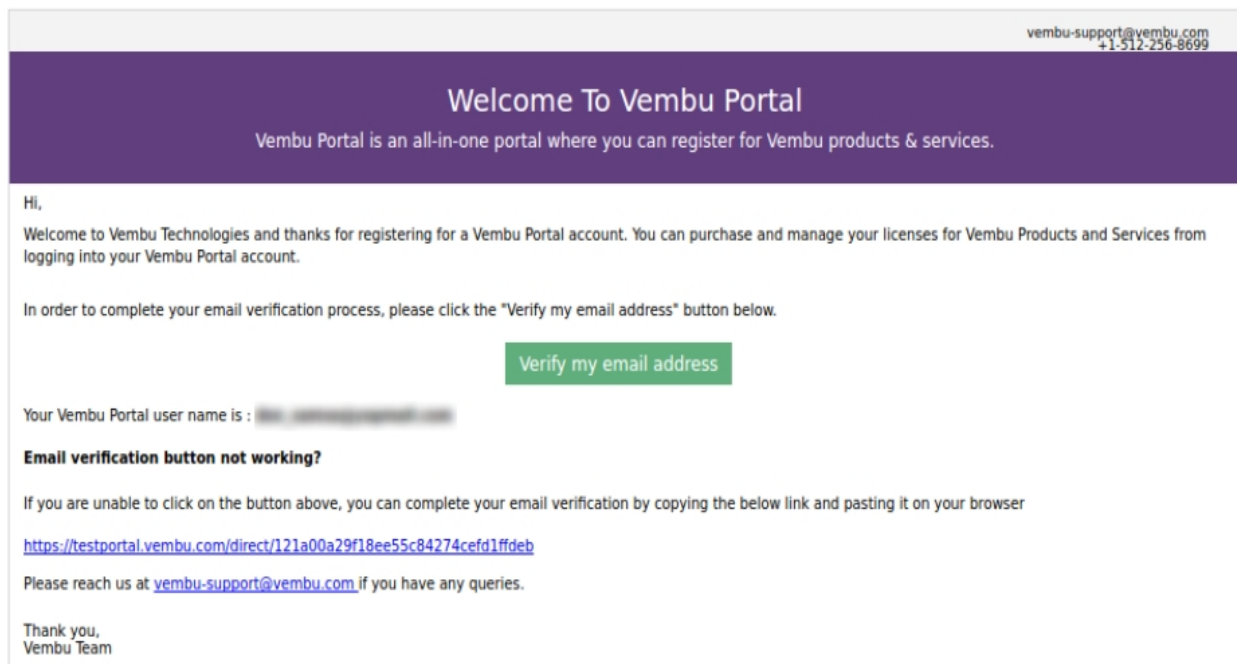 vembu-support@vembu.com
+1-512-256-8699
Welcome To Vembu Portal
Vembu Portal is an all-in-one portal where you can register for Vembu products & services.
Hi,
Welcome to Vembu Technologies and thanks for registering for a Vembu Portal account. You can purchase and manage your licenses for Vembu Products and Services from
logging into your Vembu Portal account.
In order to complete your email verification process, please click the "Verify my email address" button below.
Verify my email address
Your Vembu Portal user name is :
Email verification button not working?
If you are unable to click on the button above, you can complete your email verification by copying the below link and pasting it on your browser
https://testportal.vembu.com/direct/121a00a29f18ee55c84274cefd1ffdeb
Please reach us at vembu-support@vembu.com if you have any queries.
Thank you,
Vembu Team